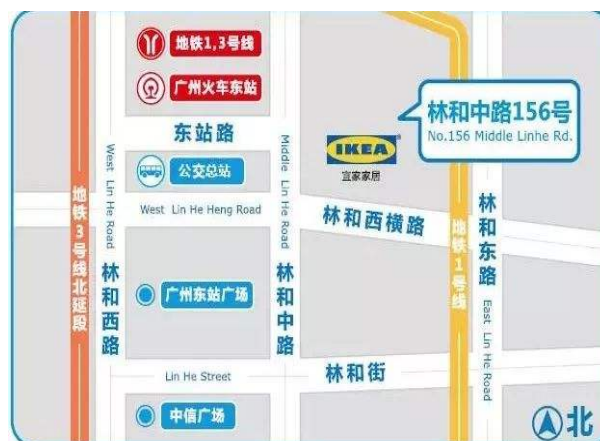 地铁1,3号线
广州火车东站
林和中路156号
No.156 Middle Linhe Rd.
东站路
IKEA
宜家家居
公交总站
West Lin He Road
Middle Lin He Road
West Lin He Heng Road
林和西横路
地铁3号线北延段
地铁1号线
林和东路
East Lin He Road
林和西路
广州东站广场
林和中路
Lin He Street
林和街
中信广场
北